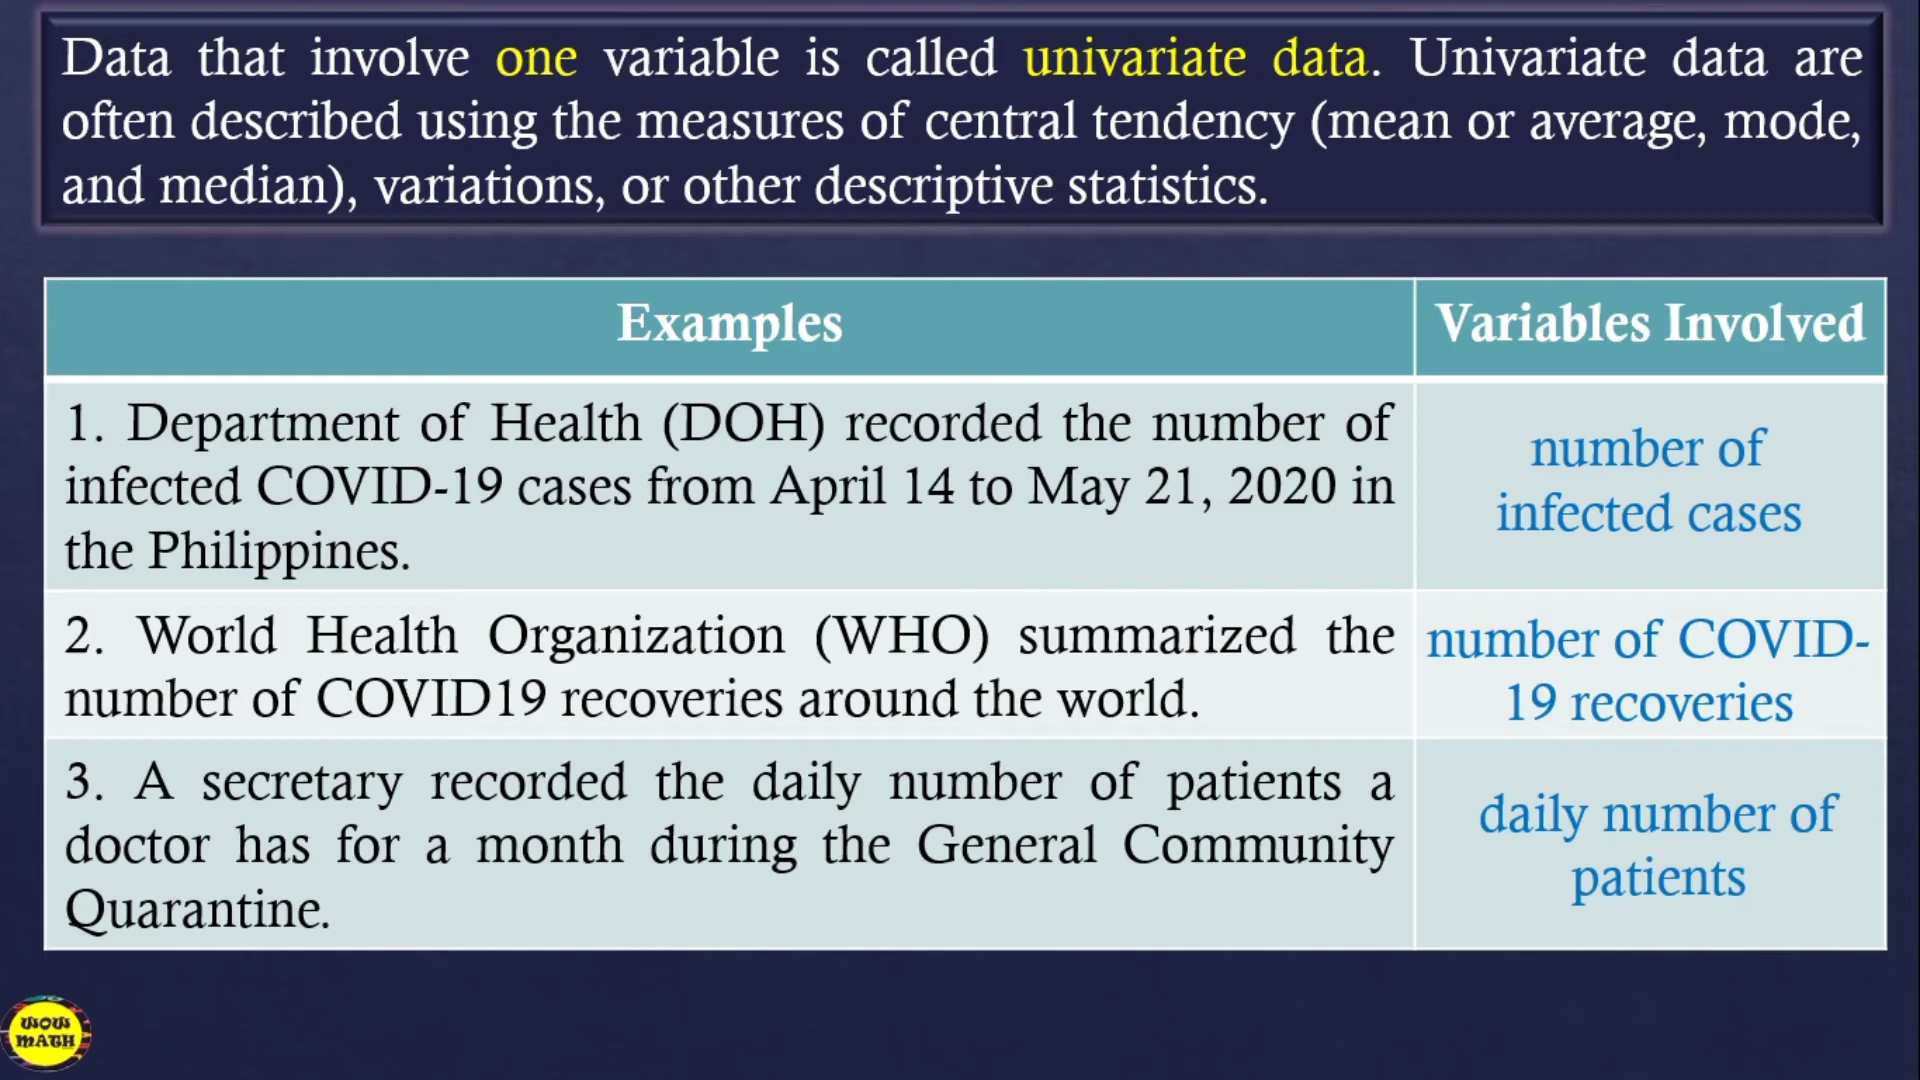 Data that involve one variable is called univariate data. Univariate data are
often described using the measures of central tendency (mean or average, mode,
and median), variations, or other descriptive statistics.
Examples
Variables Involved
1. Department of Health (DOH) recorded the number of
infected COVID-19 cases from April 14 to May 21, 2020 in
the Philippines.
number of
infected cases
2. World Health Organization (WHO) summarized the
number of COVID19 recoveries around the world.
number of COVID-
19 recoveries
3. A secretary recorded the daily number of patients a
doctor has for a month during the General Community
Quarantine.
daily number of
patients
WOW
MATH